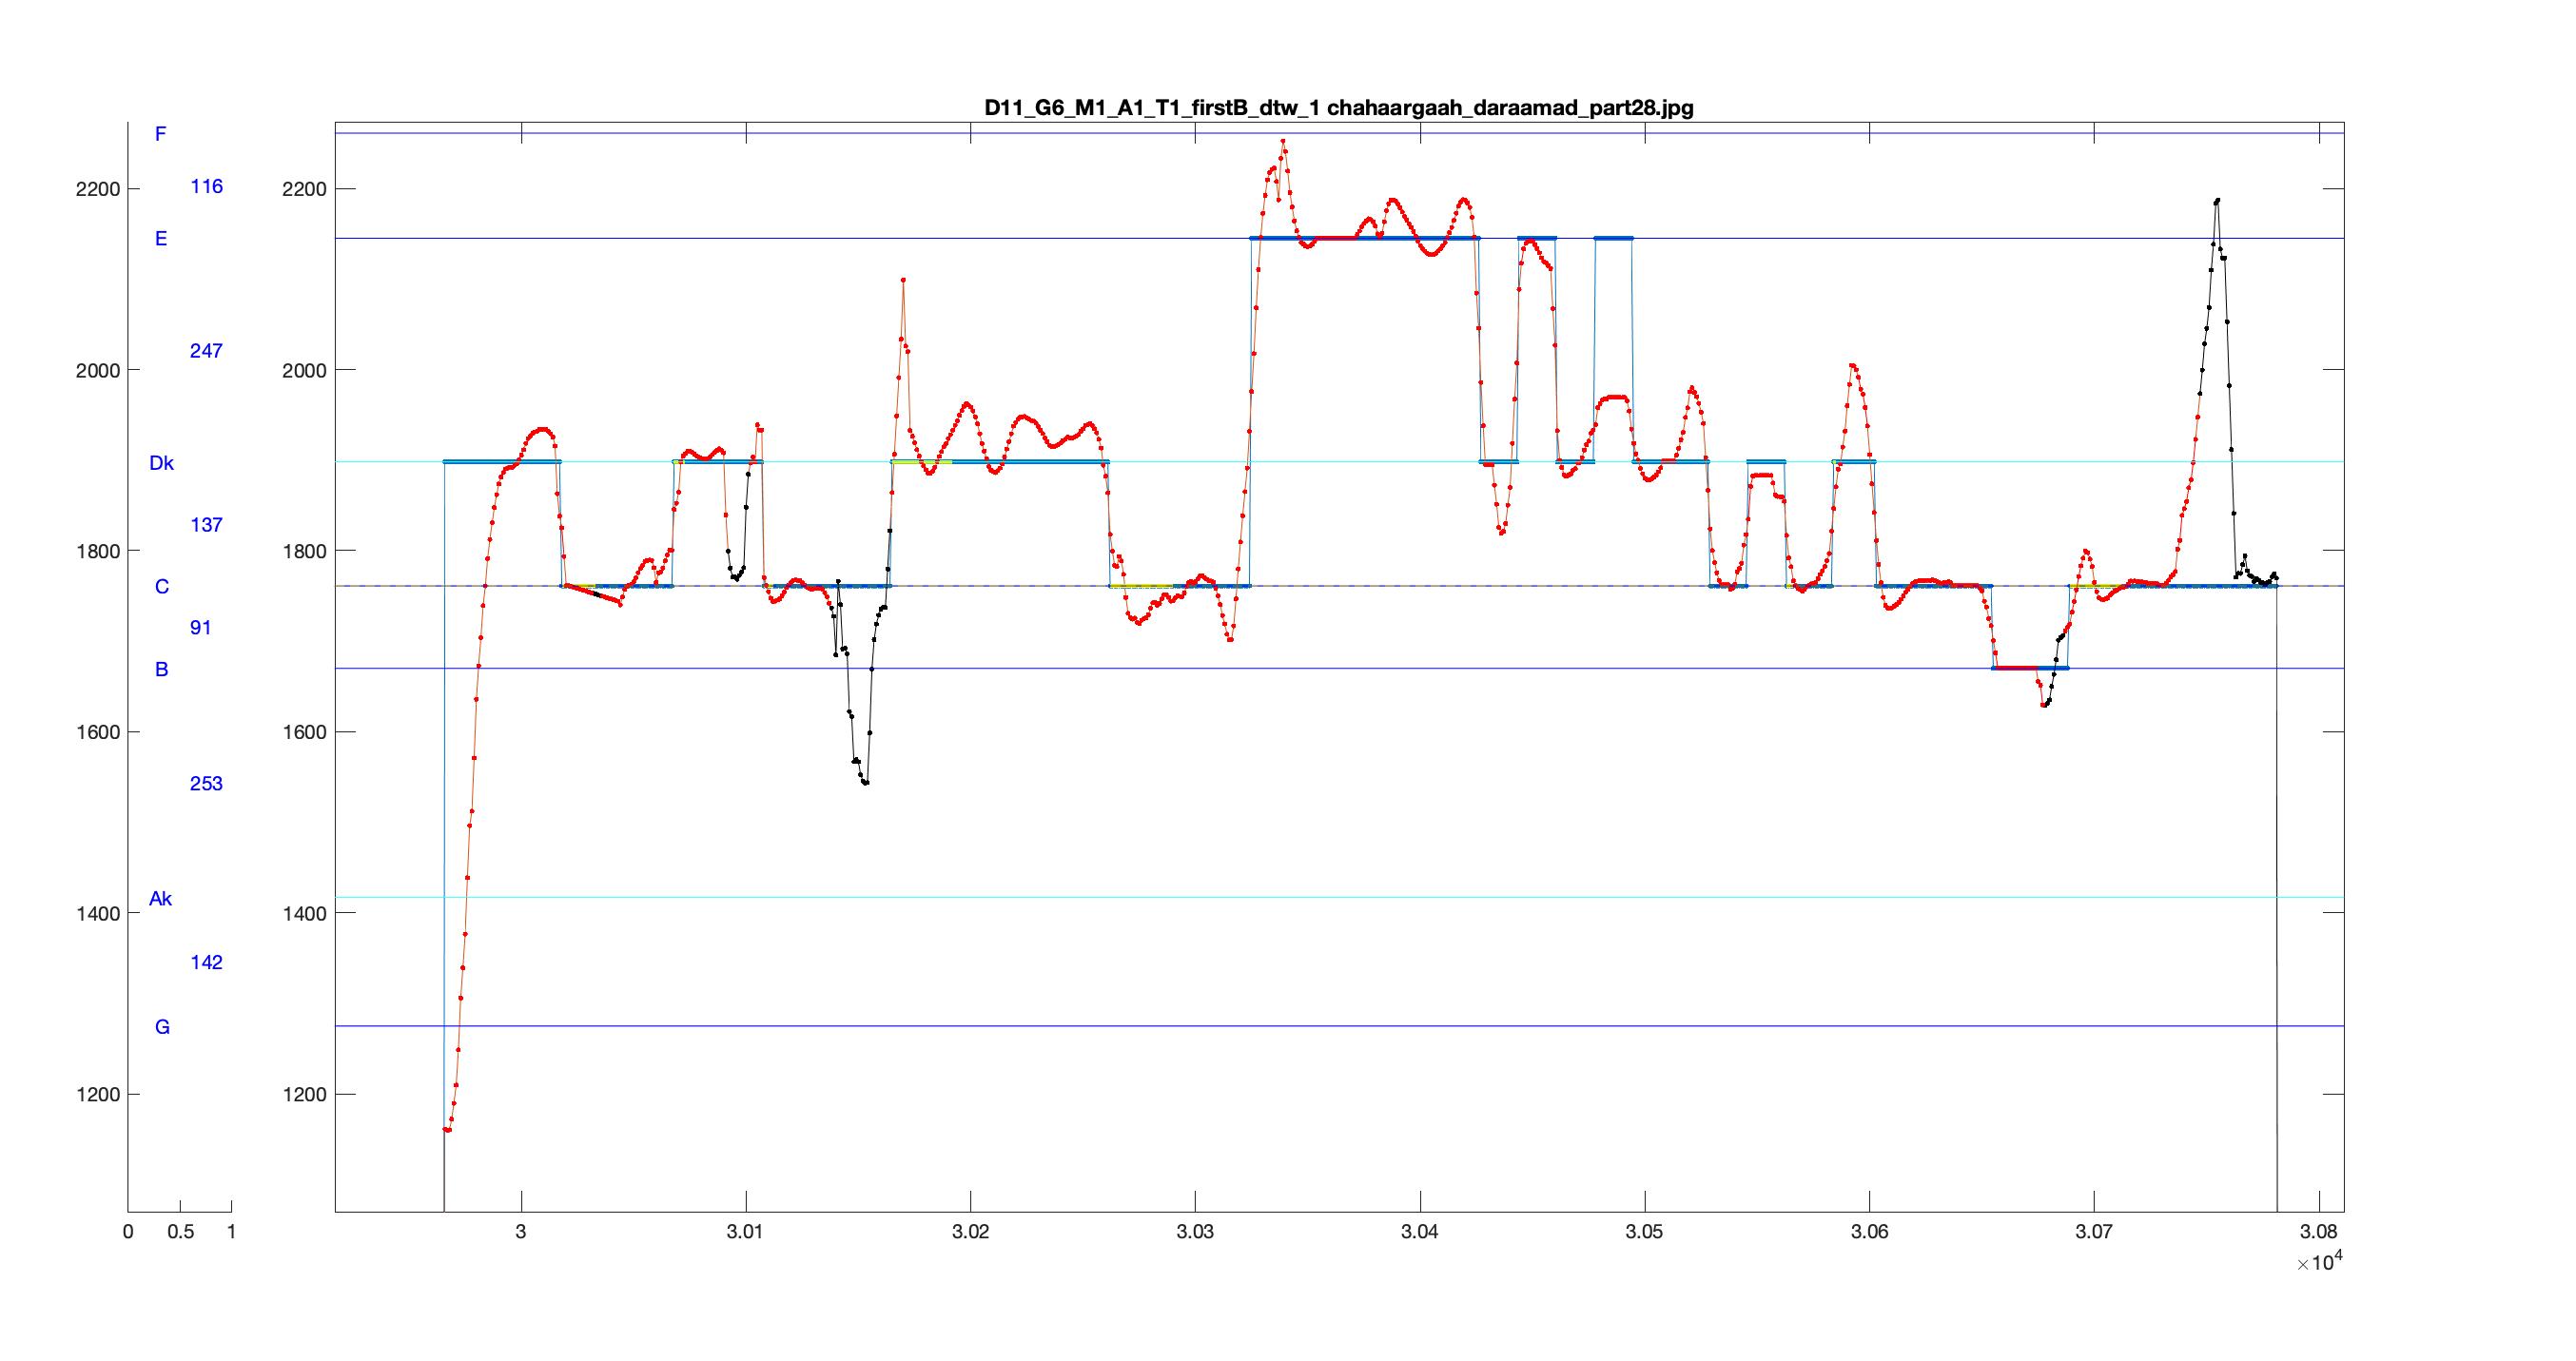 D11_G6_M1_A1_T1_firstB_dtw_1 chahaargaah_daraamad_part28.jpg
F
2200 116 2200
E
247
2000 2000
Dk
137
1800 1800
C
91
B
1600 1600
253
Ak
1400 1400
142
G
1200 1200
0 0.5 1 3 3.01 3.02 3.03 3.04 3.05 3.06 3.07 3.08
×10⁴